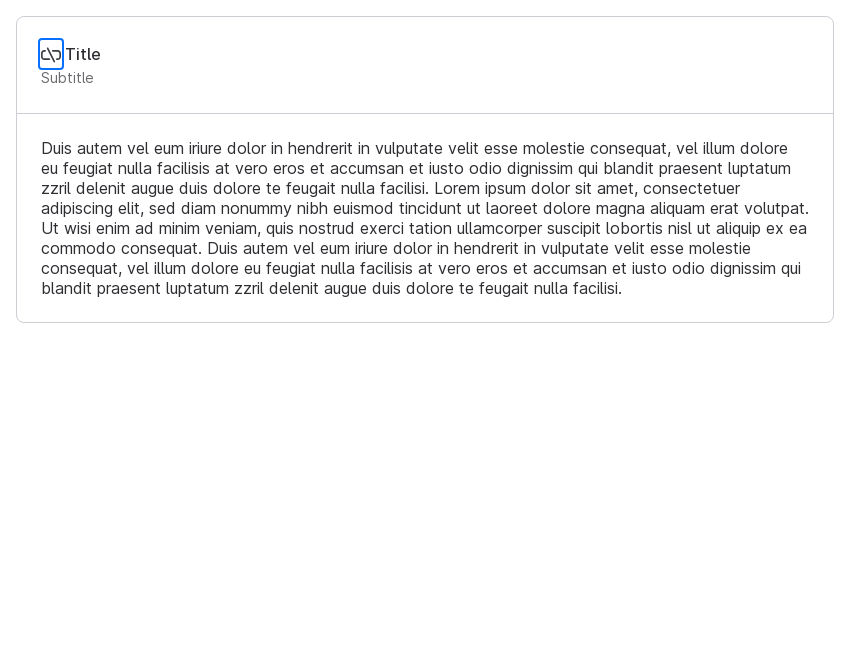 Title
Subtitle
Duis autem vel eum iriure dolor in hendrerit in vulputate velit esse molestie consequat, vel illum dolore
eu feugiat nulla facilisis at vero eros et accumsan et iusto odio dignissim qui blandit praesent luptatum
zzril delenit augue duis dolore te feugait nulla facilisi. Lorem ipsum dolor sit amet, consectetuer
adipiscing elit, sed diam nonummy nibh euismod tincidunt ut laoreet dolore magna aliquam erat volutpat.
Ut wisi enim ad minim veniam, quis nostrud exerci tation ullamcorper suscipit lobortis nisl ut aliquip ex ea
commodo consequat. Duis autem vel eum iriure dolor in hendrerit in vulputate velit esse molestie
consequat, vel illum dolore eu feugiat nulla facilisis at vero eros et accumsan et iusto odio dignissim qui
blandit praesent luptatum zzril delenit augue duis dolore te feugait nulla facilisi.